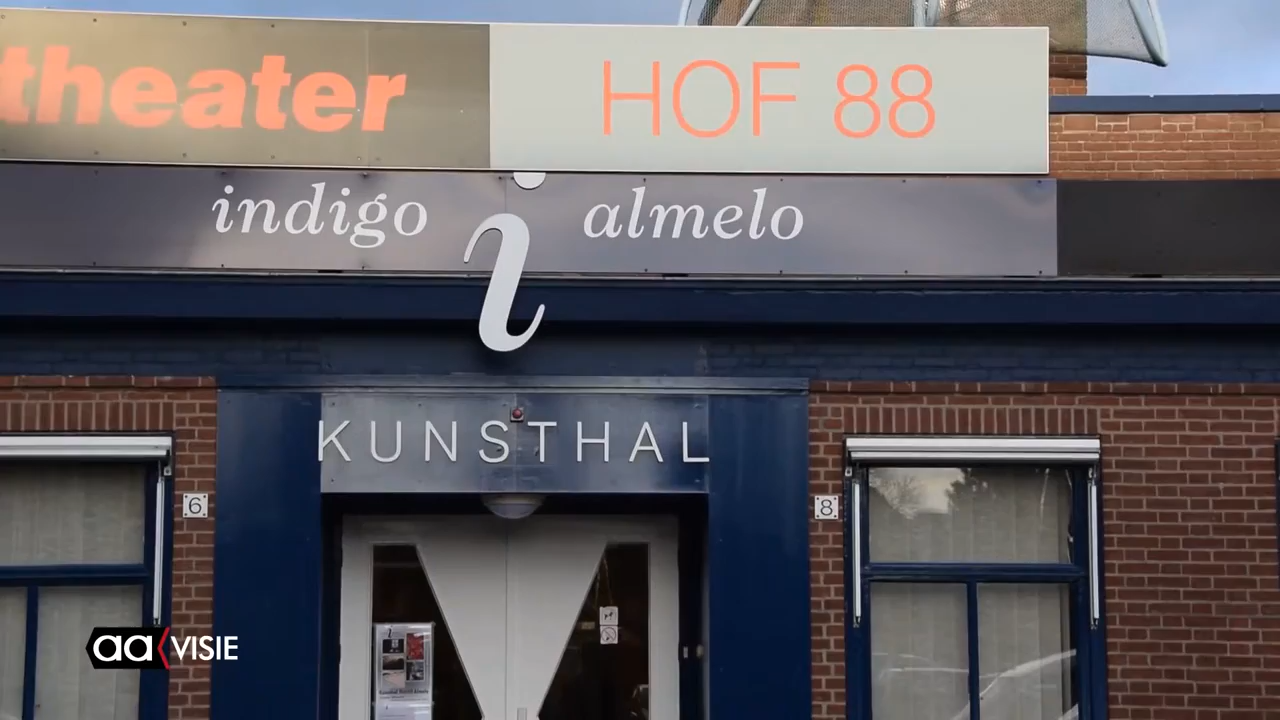 theater HOF 88
indigo i almelo
KUNSTHAL
6
8
aa VISIE